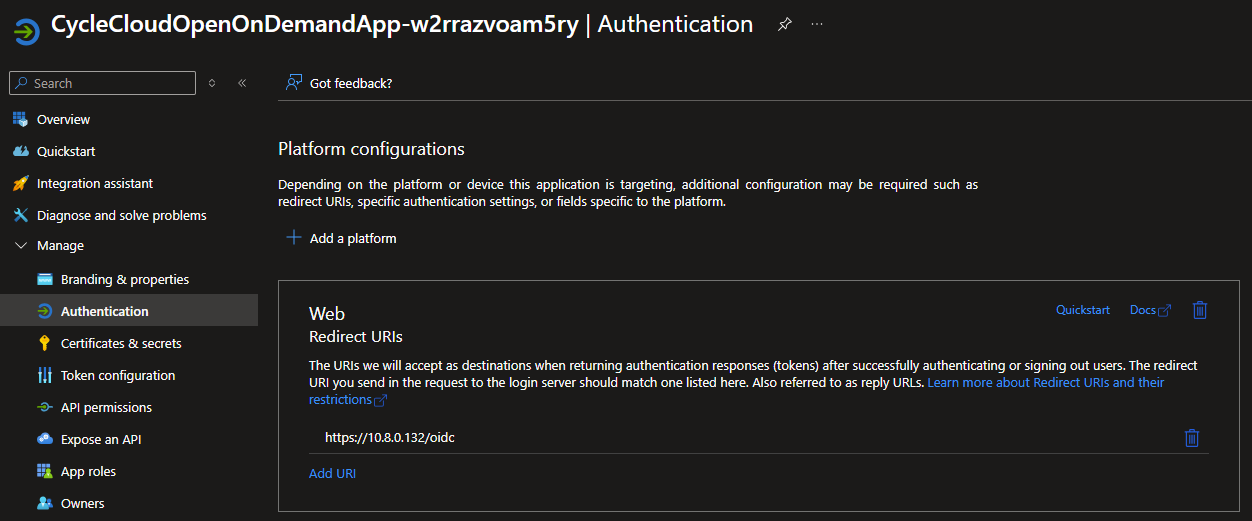 CycleCloudOpenOnDemandApp-w2rrazvoam5ry | Authentication
Search
Overview
Quickstart
Integration assistant
Diagnose and solve problems
Manage
Branding & properties
Authentication
Certificates & secrets
Token configuration
API permissions
Expose an API
App roles
Owners
Got feedback?
Platform configurations
Depending on the platform or device this application is targeting, additional configuration may be required such as
redirect URIs, specific authentication settings, or fields specific to the platform.
Add a platform
Web
Quickstart
Docs
Redirect URIs
The URIs we will accept as destinations when returning authentication responses (tokens) after successfully authenticating or signing out users. The redirect
URI you send in the request to the login server should match one listed here. Also referred to as reply URLs. Learn more about Redirect URIs and their
restrictions
https://10.8.0.132/oidc
Add URI